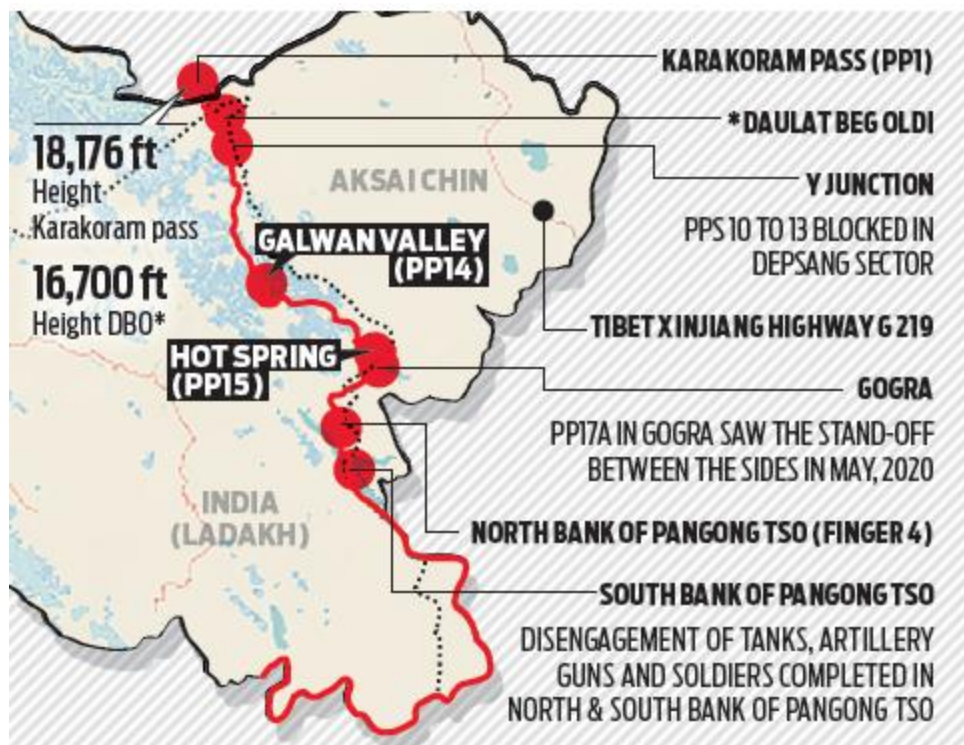 KARAKORAM PASS (PP1)
*DAULAT BEG OLDI
18,176 ft
Height
Karakoram pass
AKSAI CHIN
Y JUNCTION
PPS 10 TO 13 BLOCKED IN
DEPSANG SECTOR
GALWAN VALLEY
(PP14)
16,700 ft
Height DBO*
TIBET XINJIANG HIGHWAY G 219
HOT SPRING
(PP15)
GOGRA
PP17A IN GOGRA SAW THE STAND-OFF
BETWEEN THE SIDES IN MAY, 2020
INDIA
(LADAKH)
NORTH BANK OF PANGONG TSO (FINGER 4)
SOUTH BANK OF PANGONG TSO
DISENGAGEMENT OF TANKS, ARTILLERY
GUNS AND SOLDIERS COMPLETED IN
NORTH & SOUTH BANK OF PANGONG TSO